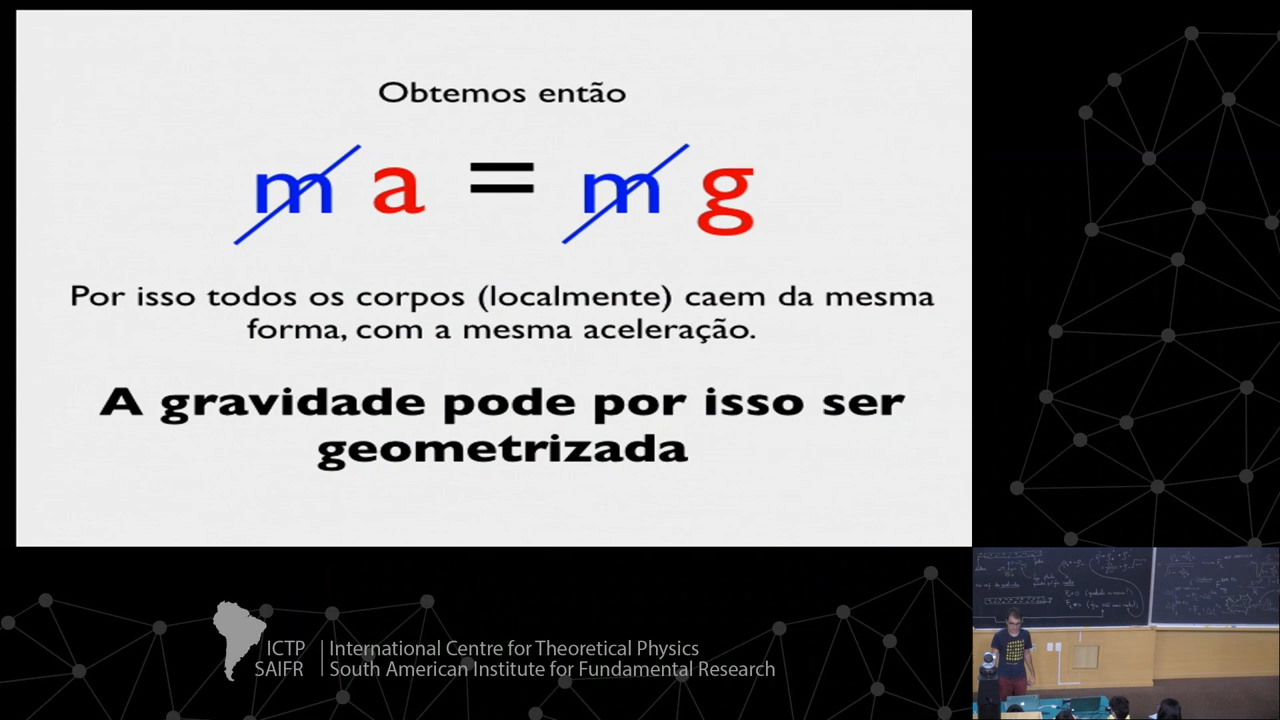 Obtemos então
m a = m g
Por isso todos os corpos (localmente) caem da mesma
forma, com a mesma aceleração.
A gravidade pode por isso ser
geometrizada
ICTP | International Centre for Theoretical Physics
SAIFR | South American Institute for Fundamental Research